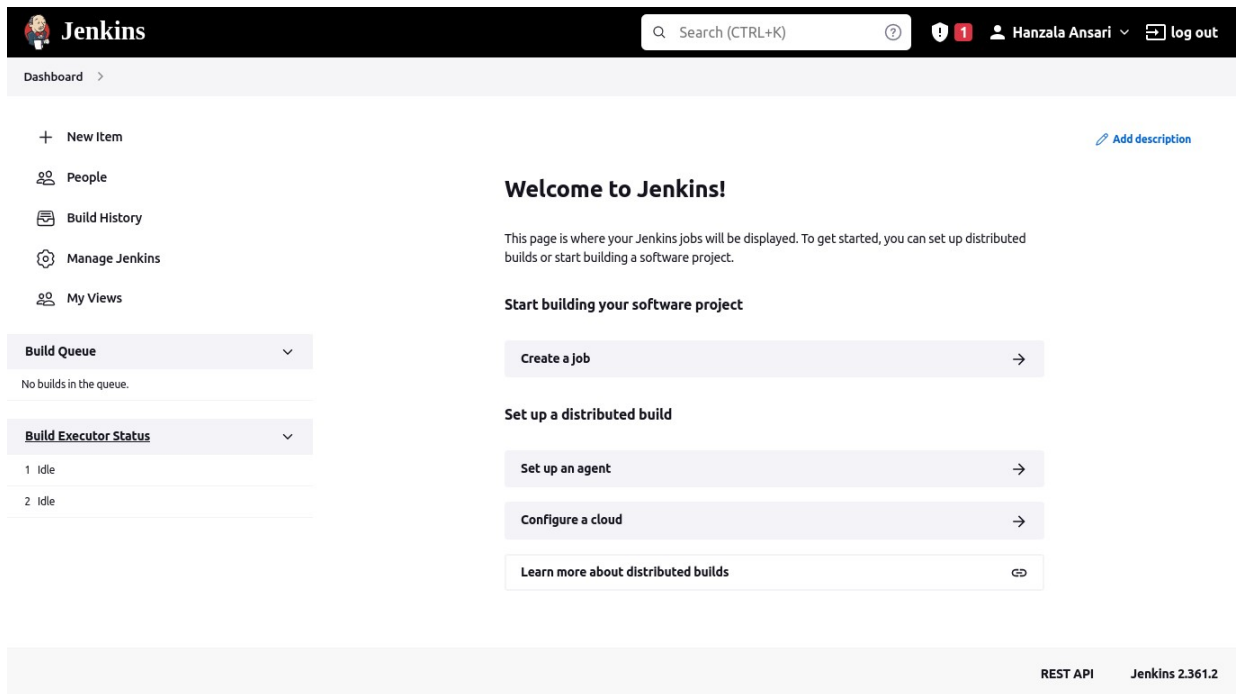 Jenkins
Search (CTRL+K)
1
Hanzala Ansari
log out
Dashboard
New Item
People
Build History
Manage Jenkins
My Views
Build Queue
No builds in the queue.
Build Executor Status
1 Idle
2 Idle
Add description
Welcome to Jenkins!
This page is where your Jenkins jobs will be displayed. To get started, you can set up distributed
builds or start building a software project.
Start building your software project
Create a job
Set up a distributed build
Set up an agent
Configure a cloud
Learn more about distributed builds
REST API
Jenkins 2.361.2